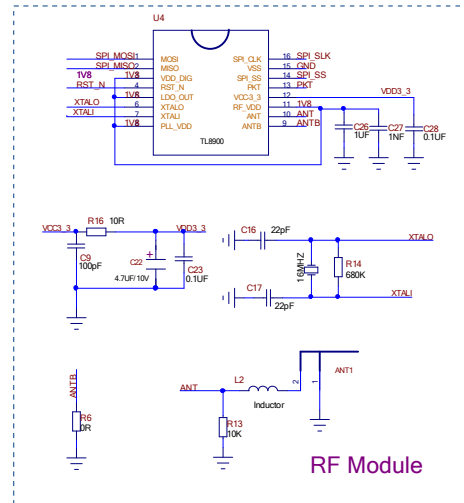 U4
SPI_MOSI 1 MOSI SPI_CLK 16 SPI_SLK
SPI_MISO 2 MISO VSS 15 GND
1V8 3 VDD_DIG SPI_SS 14 SPI_SS
1V8
RST_N 4 RST_N PKT 13 PKT
1V8 5 LDO_OUT VCC3-3 12 VDD3_3
XTALO 6 XTALO RF_VDD 11 1V8
XTALI 7 XTALI ANT 10 ANT
1V8 8 PLL_VDD ANTB 9 ANTB
TL8900
C26
1UF
C27
1NF
C28
0.1UF
VCC3_3 R16 10R VDD3_3
C9
100pF
C22
4.7UF/10V
C23
0.1UF
C16 22pF
XTALO
16MHZ
R14
680K
C17
22pF
XTALI
ANTB
R6
0R
ANT
L2
Inductor
R13
10K
2
1
ANT1
RF Module